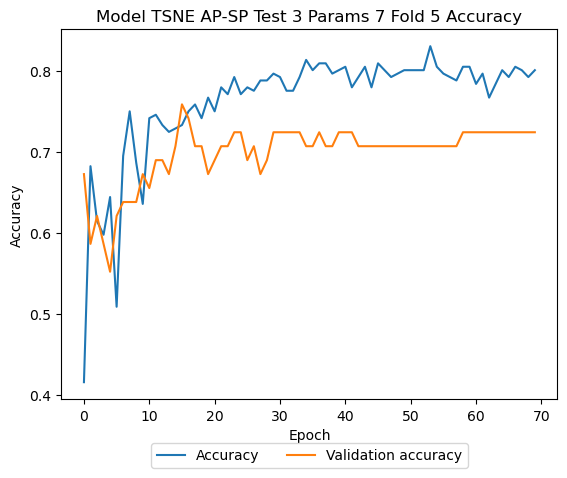 Model TSNE AP-SP Test 3 Params 7 Fold 5 Accuracy
Accuracy
0.8
0.7
0.6
0.5
0.4
0 10 20 30 40 50 60 70
Epoch
Accuracy Validation accuracy